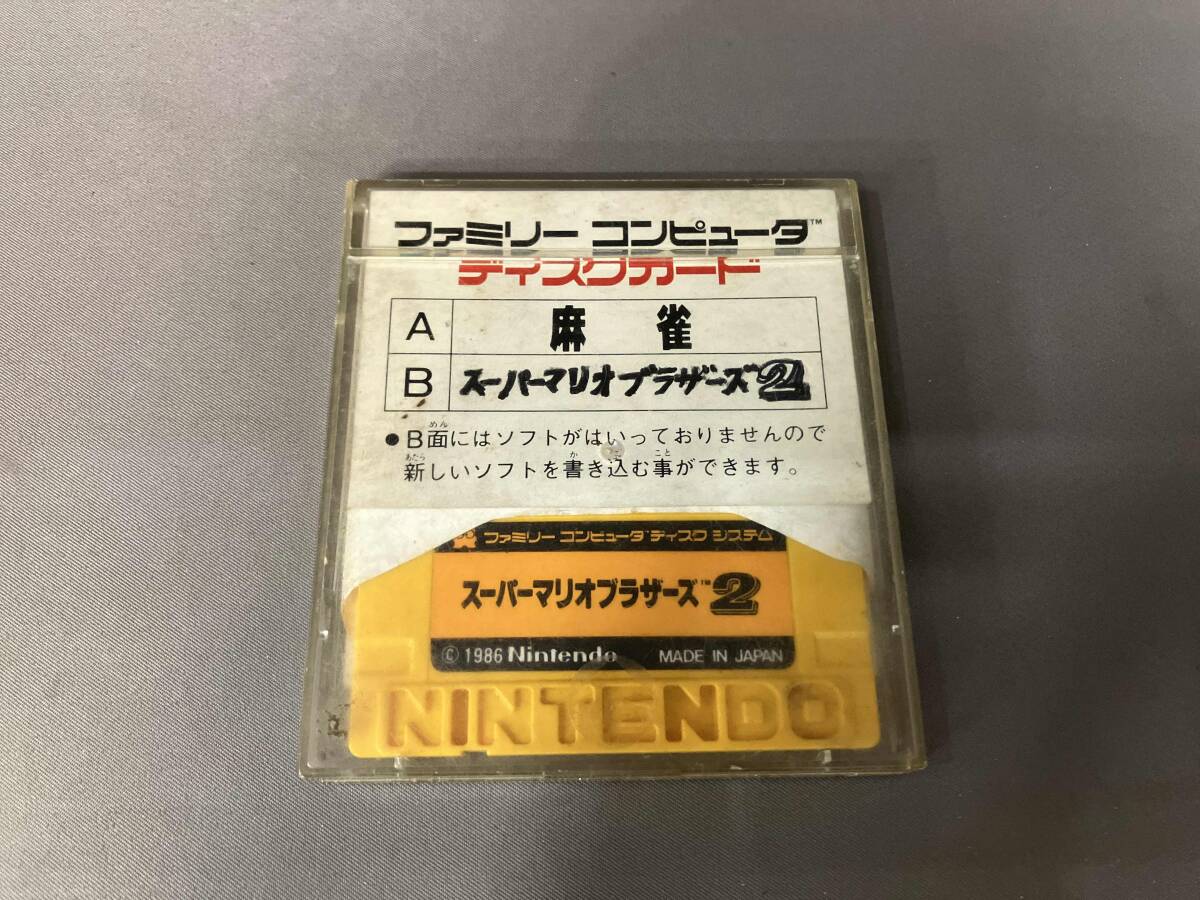 ファミリー コンピュータ™
ディスクカード
A 麻雀
B スーパーマリオブラザーズ2
●B面にはソフトがはいっておりませんので
新しいソフトを書き込む事ができます。
ファミリー コンピュータ ディスク システム
スーパーマリオブラザーズ™2
© 1986 Nintendo MADE IN JAPAN
NINTENDO